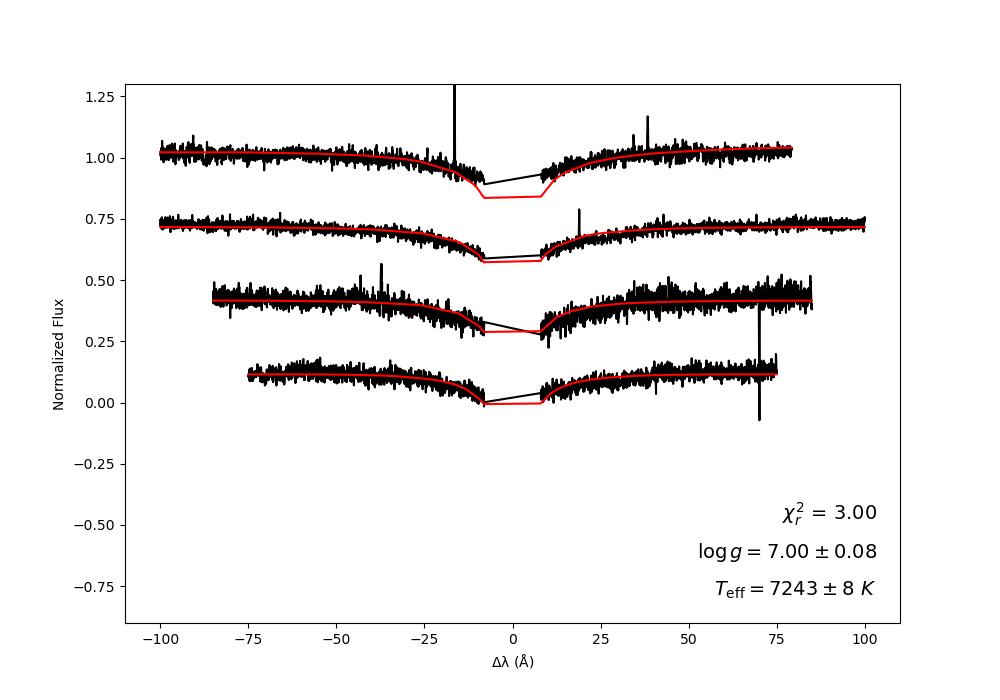 1.25
1.00
0.75
0.50
0.25
0.00
−0.25
−0.50
−0.75
Normalized Flux
χ²ᵣ = 3.00
log g = 7.00 ± 0.08
T_eff = 7243 ± 8 K
−100 −75 −50 −25 0 25 50 75 100
Δλ (Å)